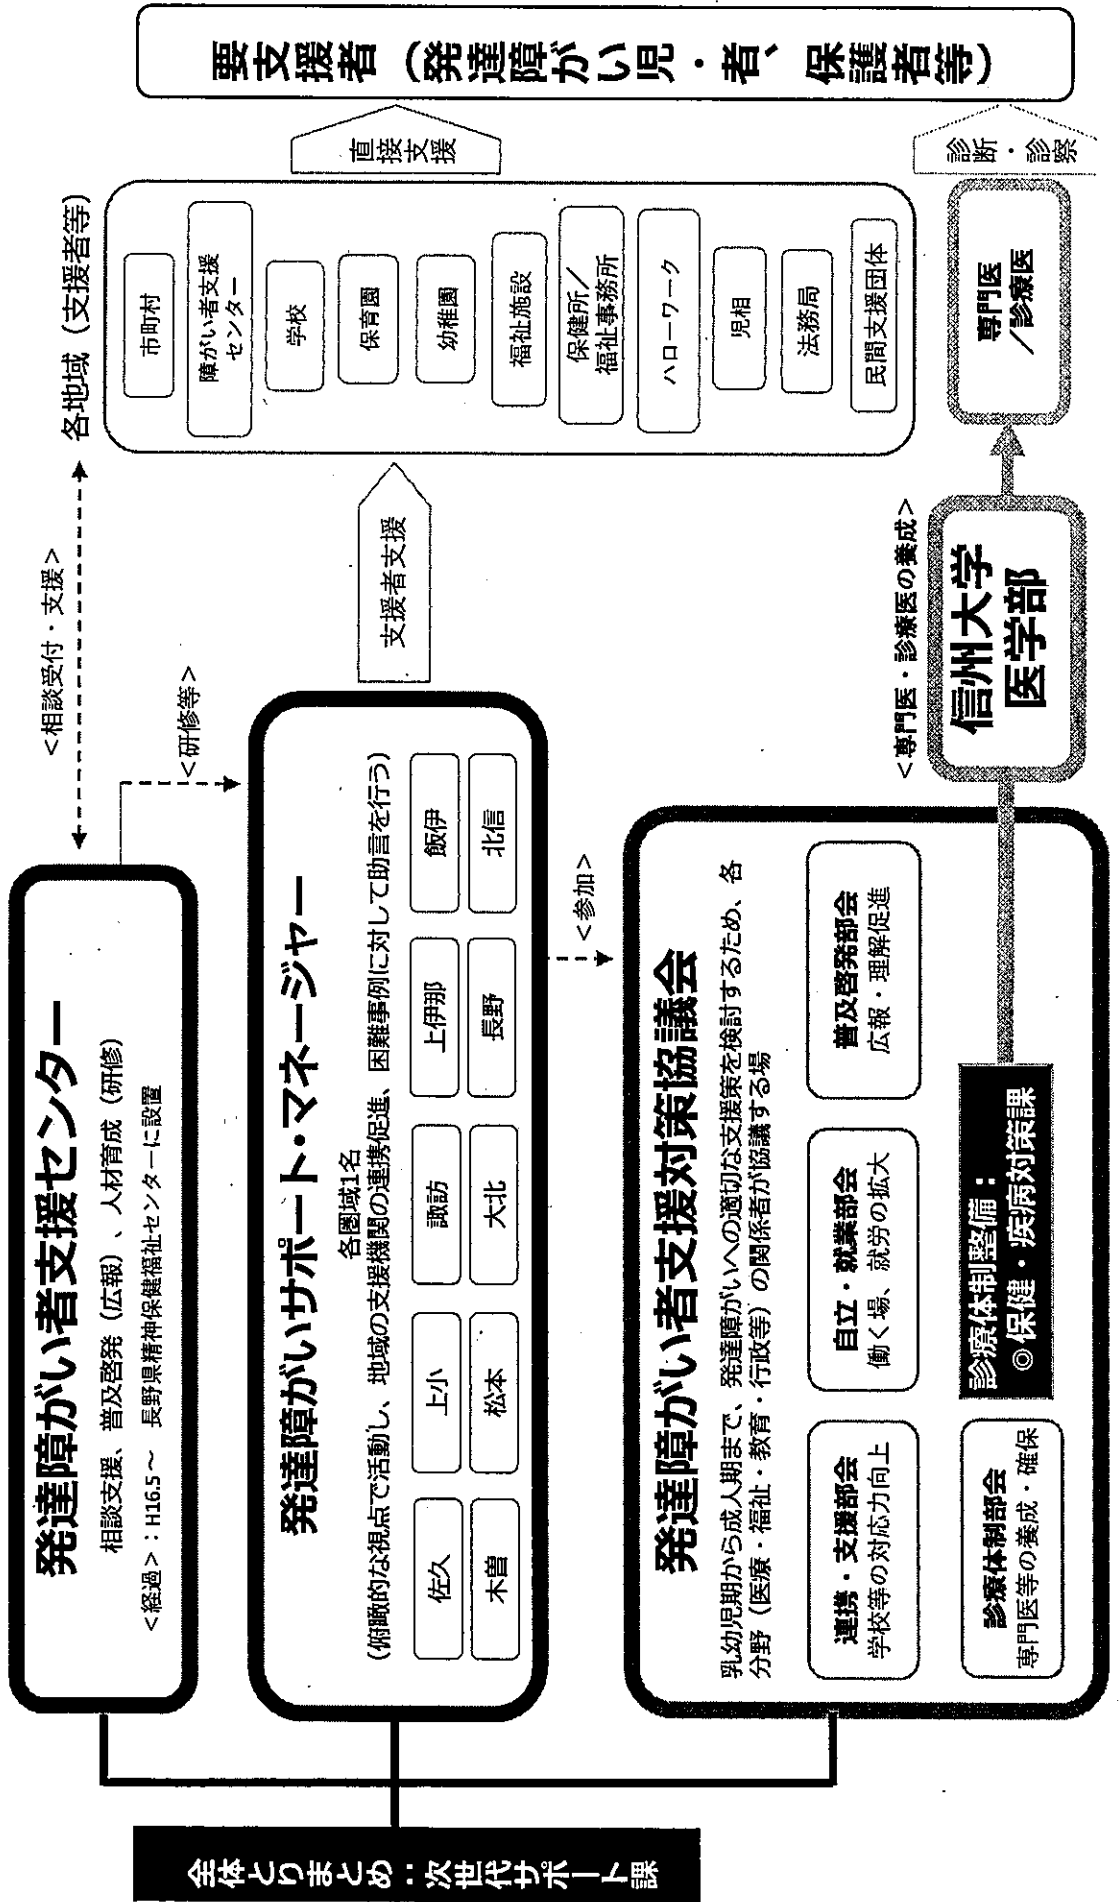 全体とりまとめ：次世代サポート課
発達障がい者支援センター
相談支援、普及啓発（広報）、人材育成（研修）
＜経過＞：H16.5～　長野県精神保健福祉センターに設置
＜相談受付・支援＞
＜研修等＞
発達障がいサポート・マネージャー
各圏域1名
（俯瞰的な視点で活動し、地域の支援機関の連携促進、困難事例に対して助言を行う）
佐久
上小
諏訪
上伊那
飯伊
木曽
松本
大北
長野
北信
支援者支援
＜参加＞
発達障がい者支援対策協議会
乳幼児期から成人期まで、発達障がいへの適切な支援策を検討するため、各
分野（医療・福祉・教育・行政等）の関係者が協議する場
連携・支援部会
学校等の対応力向上
自立・就業部会
働く場、就労の拡大
普及啓発部会
広報・理解促進
診療体制部会
専門医等の養成・確保
診療体制整備：
◎保健・疾病対策課
＜専門医・診療医の養成＞
信州大学
医学部
専門医
／診療医
診断・診察
各地域（支援者等）
市町村
障がい者支援
センター
学校
保育園
幼稚園
福祉施設
保健所／
福祉事務所
ハローワーク
児相
法務局
民間支援団体
直接
支援
要支援者（発達障がい児・者、保護者等）